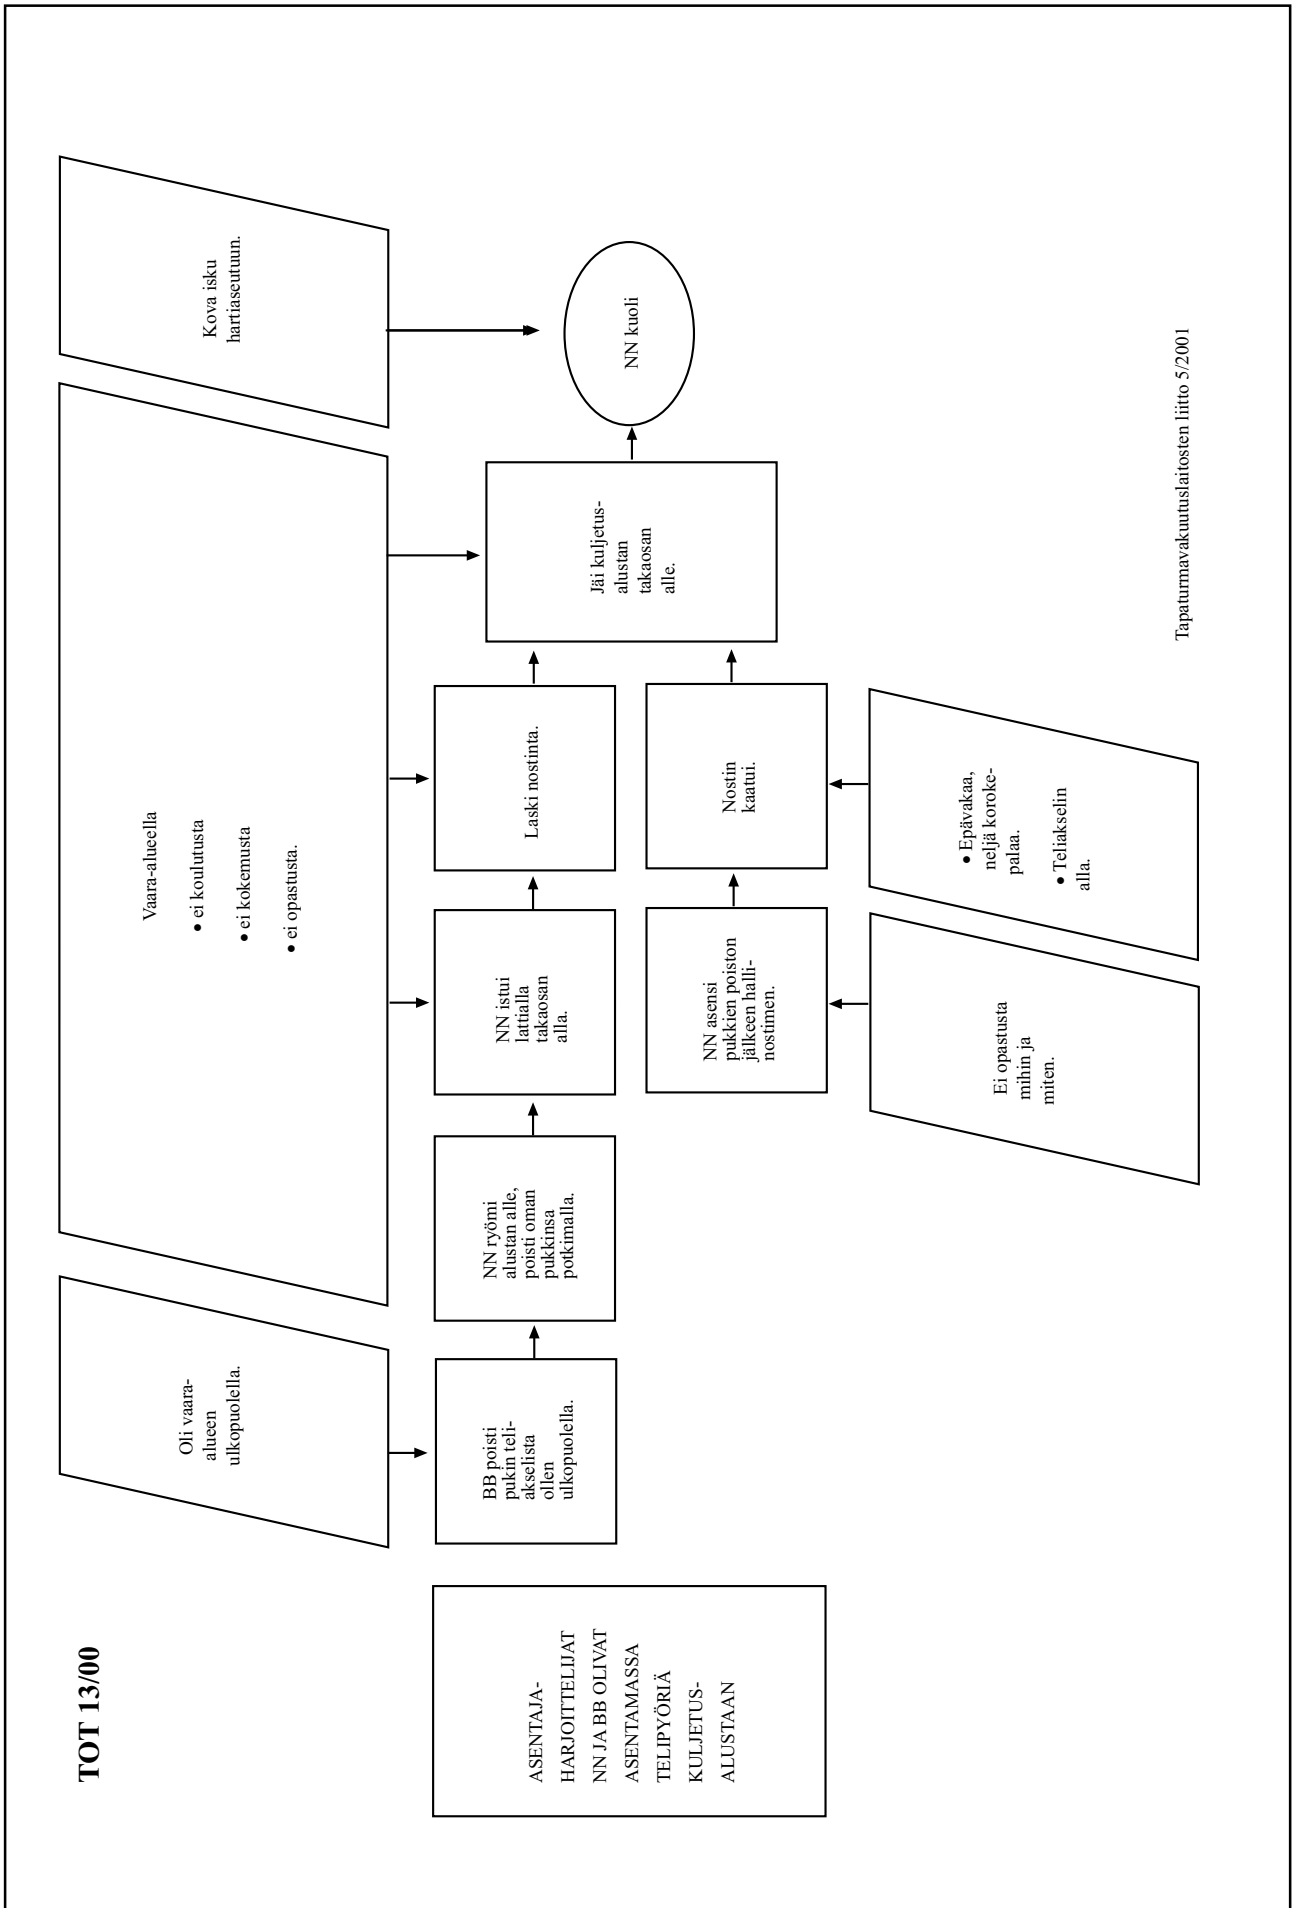 TOT 13/00
ASENTAJA-
HARJOITTELIJAT
NN JA BB OLIVAT
ASENTAMASSA
TELIPYÖRIÄ
KULJETUS-
ALUSTAAN
Oli vaara-
alueen
ulkopuolella.
BB poisti
pukin teli-
akselista
ollen
ulkopuolella.
NN ryömi
alustan alle,
poisti oman
pukkinsa
potkimalla.
Vaara-alueella
• ei koulutusta
• ei kokemusta
• ei opastusta.
NN istui
lattialla
takaosan
alla.
Laski nostinta.
NN asensi
pukkien poiston
jälkeen halli-
nostimen.
Nostin
kaatui.
Ei opastusta
mihin ja
miten.
• Epävakaa,
neljä koroke-
palaa.
• Teliakselin
alla.
Jäi kuljetus-
alustan
takaosan
alle.
Kova isku
hartiaseutuun.
NN kuoli
Tapaturmavakuutuslaitosten liitto 5/2001